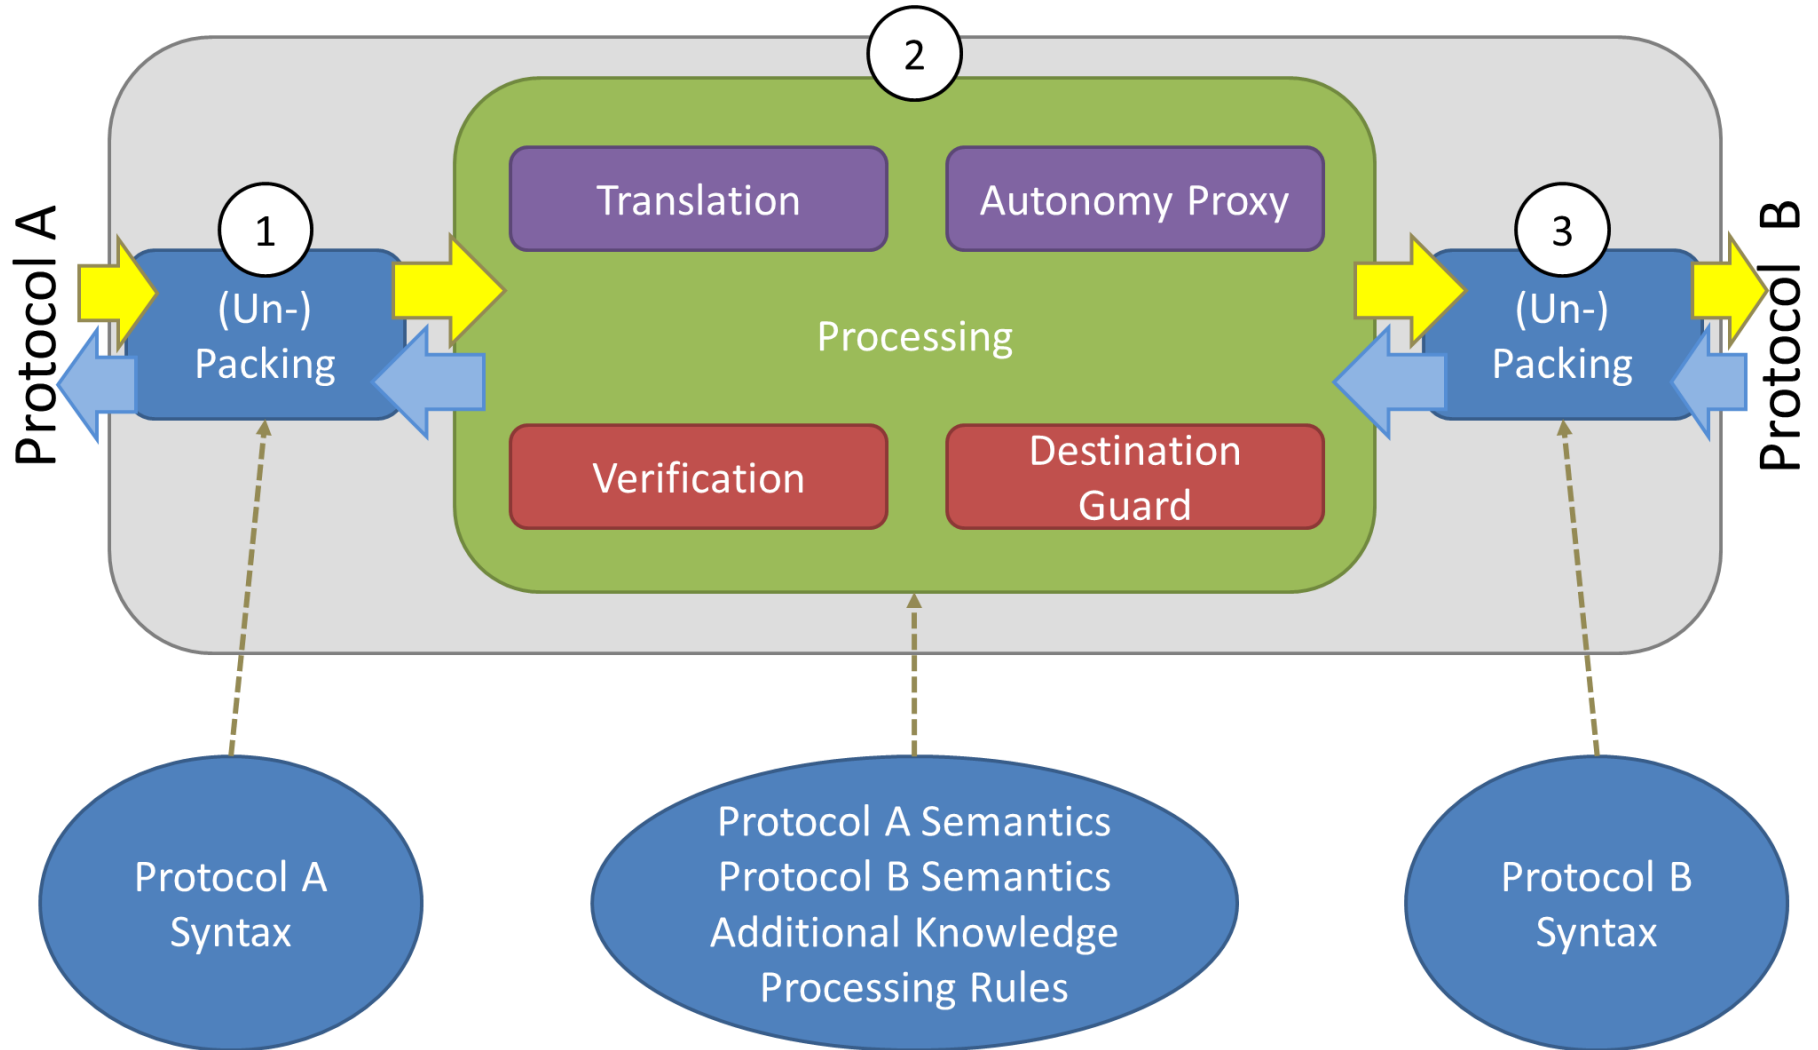 2
1
3
Protocol A
(Un-)
Packing
Translation
Autonomy Proxy
Processing
Verification
Destination
Guard
(Un-)
Packing
Protocol B
Protocol A
Syntax
Protocol A Semantics
Protocol B Semantics
Additional Knowledge
Processing Rules
Protocol B
Syntax